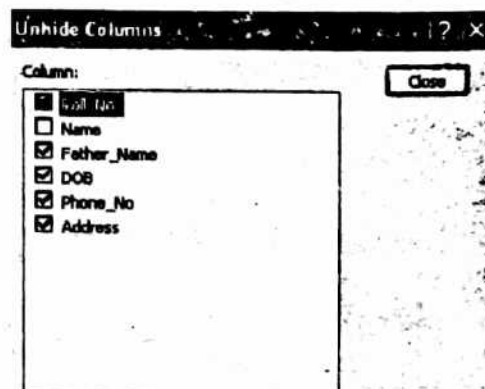 Unhide Columns ? X
Column:
Close
Roll_No
Name
Father_Name
DOB
Phone_No
Address